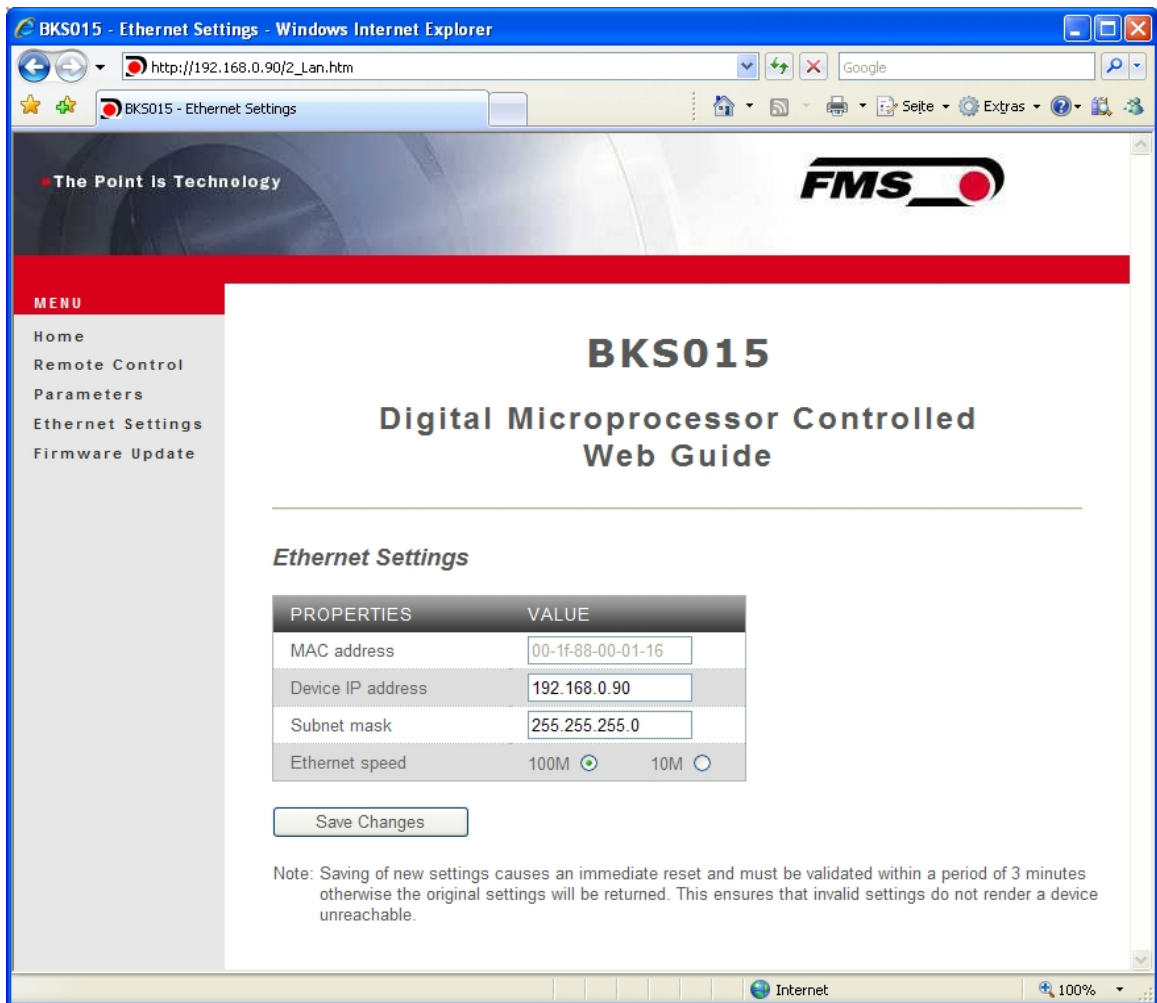 BKS015 - Ethernet Settings - Windows Internet Explorer
http://192.168.0.90/2_Lan.htm
Google
BKS015 - Ethernet Settings
Seite
Extras
The Point is Technology
FMS
MENU
Home
Remote Control
Parameters
Ethernet Settings
Firmware Update
BKS015
Digital Microprocessor Controlled
Web Guide
Ethernet Settings
PROPERTIES VALUE
MAC address 00-1f-88-00-01-16
Device IP address 192.168.0.90
Subnet mask 255.255.255.0
Ethernet speed 100M 10M
Save Changes
Note: Saving of new settings causes an immediate reset and must be validated within a period of 3 minutes
otherwise the original settings will be returned. This ensures that invalid settings do not render a device
unreachable.
Internet 100%